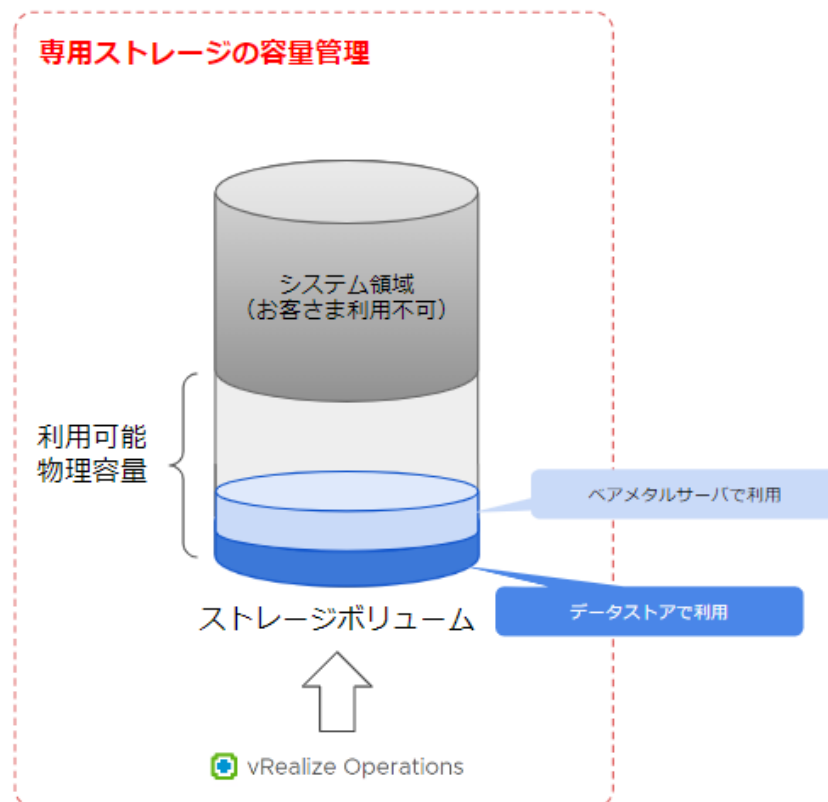 専用ストレージの容量管理
システム領域
（お客さま利用不可）
利用可能
物理容量
ベアメタルサーバで利用
データストアで利用
ストレージボリューム
vRealize Operations